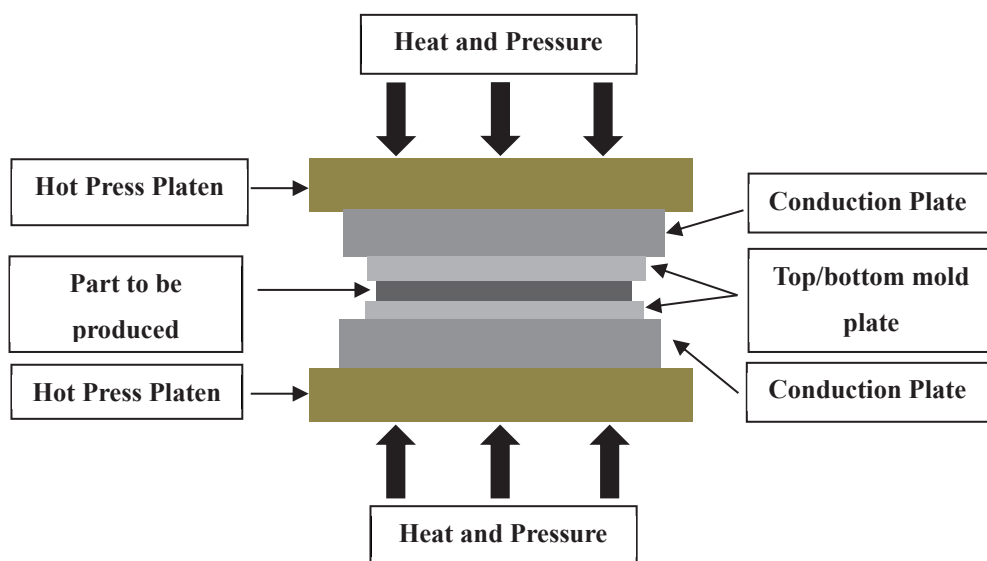 Heat and Pressure
Hot Press Platen
Conduction Plate
Part to be
produced
Top/bottom mold
plate
Hot Press Platen
Conduction Plate
Heat and Pressure